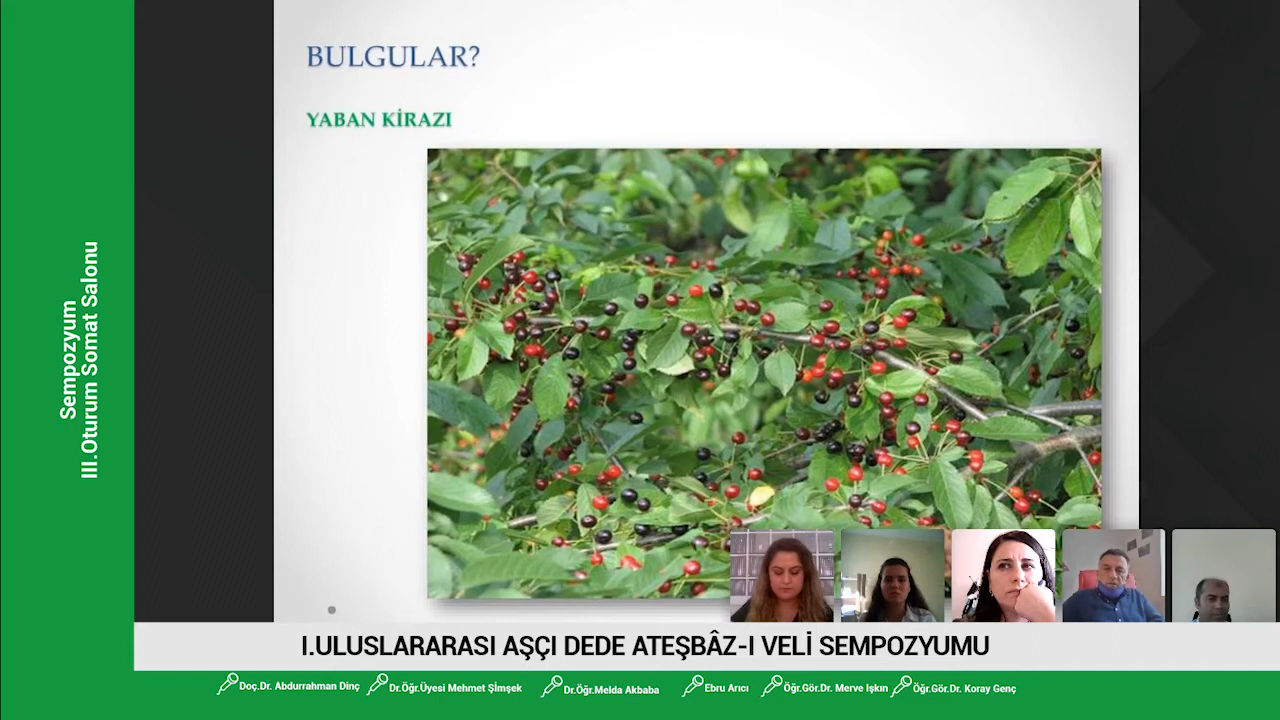 BULGULAR?
YABAN KİRAZI
Sempozyum
III.Oturum Somat Salonu
I.ULUSLARARASI AŞÇI DEDE ATEŞBÂZ-I VELİ SEMPOZYUMU
Doç.Dr. Abdurrahman Dinç
Dr.Öğr.Üyesi Mehmet Şİmşek
Dr.Öğr.Melda Akbaba
Ebru Arıcı
Öğr.Gör.Dr. Merve Işkın
Öğr.Gör.Dr. Koray Genç